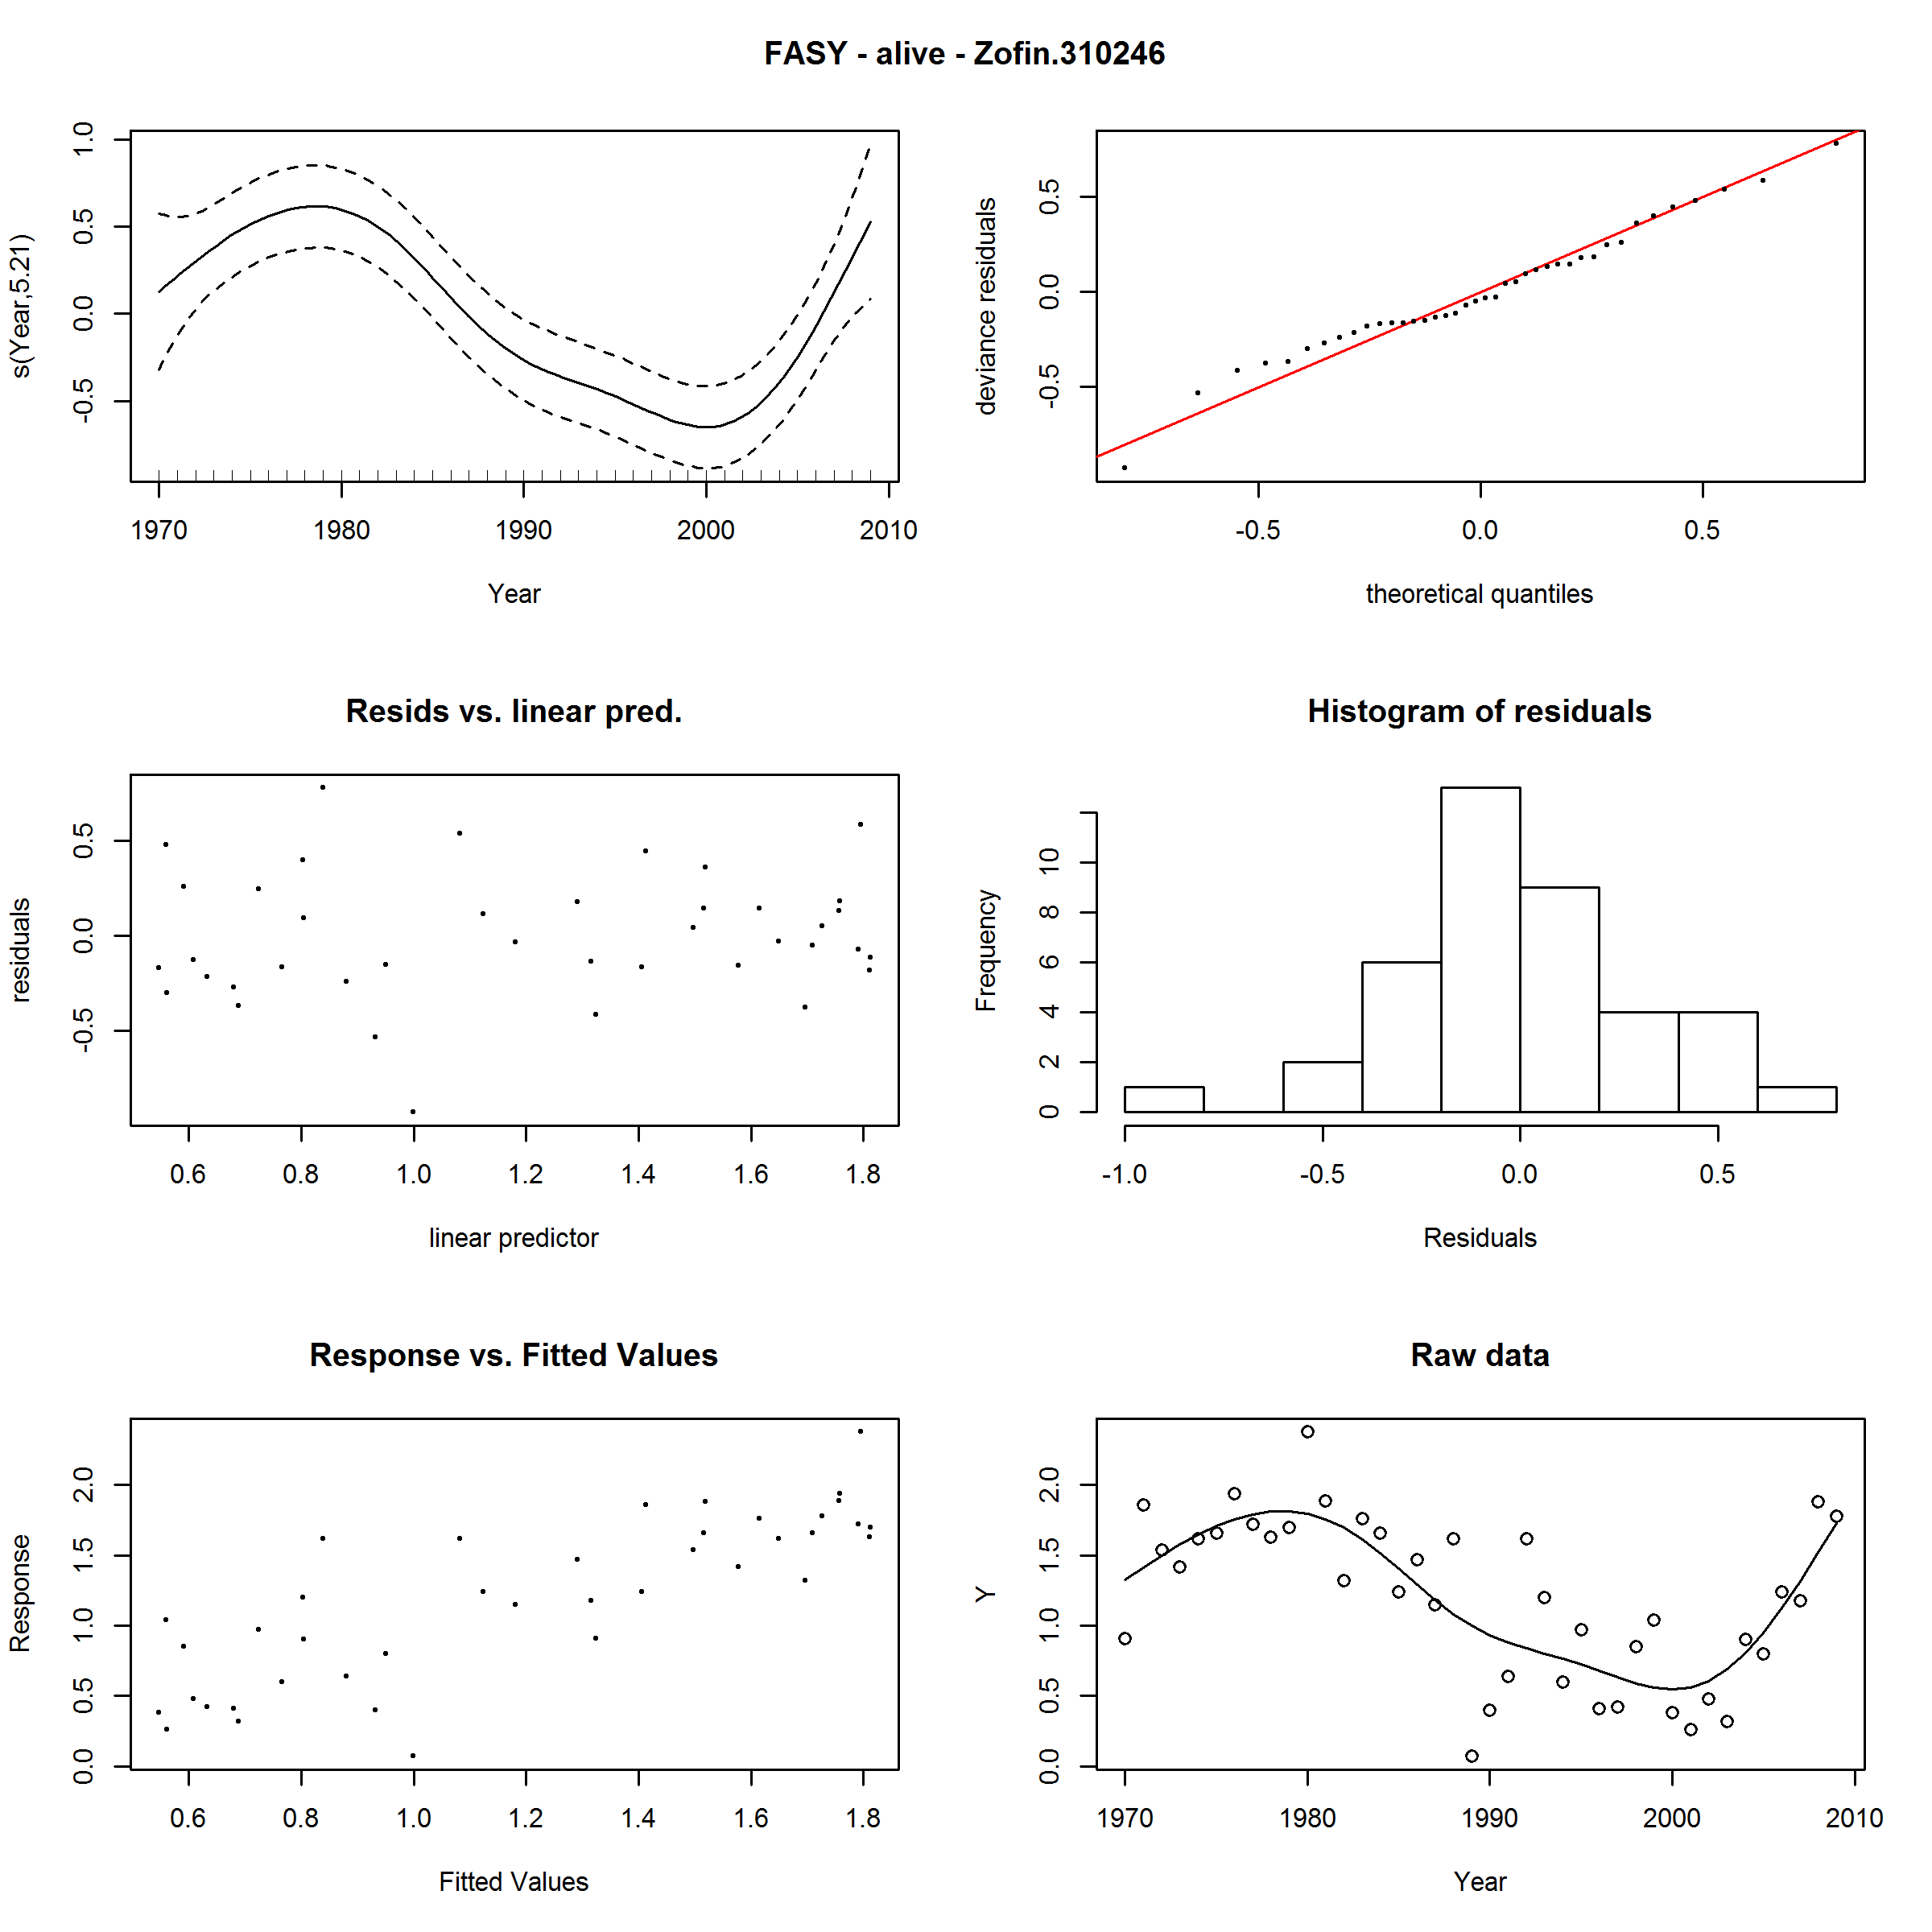 FASY - alive - Zofin.310246
s(Year,5.21)
-0.5 0.0 0.5 1.0
1970 1980 1990 2000 2010
Year
deviance residuals
-0.5 0.0 0.5
-0.5 0.0 0.5
theoretical quantiles
Resids vs. linear pred.
residuals
-0.5 0.0 0.5
0.6 0.8 1.0 1.2 1.4 1.6 1.8
linear predictor
Histogram of residuals
Frequency
0 2 4 6 8 10
-1.0 -0.5 0.0 0.5
Residuals
Response vs. Fitted Values
Response
0.0 0.5 1.0 1.5 2.0
0.6 0.8 1.0 1.2 1.4 1.6 1.8
Fitted Values
Raw data
Y
0.0 0.5 1.0 1.5 2.0
1970 1980 1990 2000 2010
Year